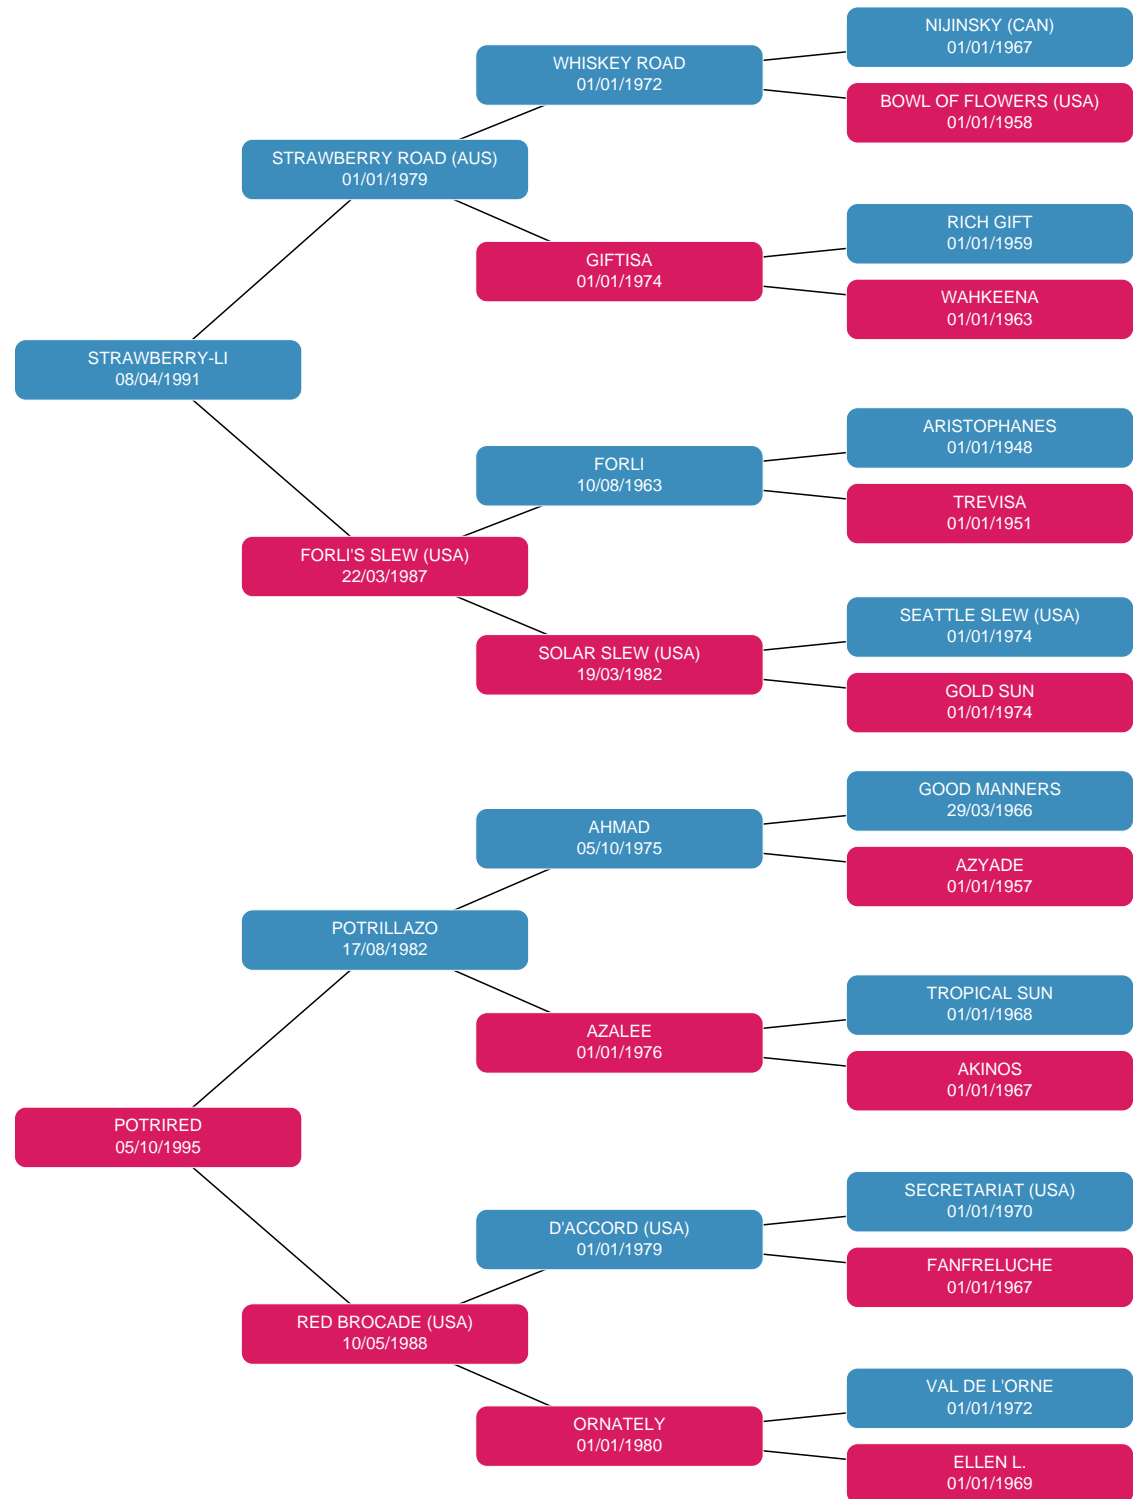 NIJINSKY (CAN)
01/01/1967
WHISKEY ROAD
01/01/1972
BOWL OF FLOWERS (USA)
01/01/1958
STRAWBERRY ROAD (AUS)
01/01/1979
RICH GIFT
01/01/1959
GIFTISA
01/01/1974
WAHKEENA
01/01/1963
STRAWBERRY-LI
08/04/1991
ARISTOPHANES
01/01/1948
FORLI
10/08/1963
TREVISA
01/01/1951
FORLI'S SLEW (USA)
22/03/1987
SEATTLE SLEW (USA)
01/01/1974
SOLAR SLEW (USA)
19/03/1982
GOLD SUN
01/01/1974
GOOD MANNERS
29/03/1966
AHMAD
05/10/1975
AZYADE
01/01/1957
POTRILLAZO
17/08/1982
TROPICAL SUN
01/01/1968
AZALEE
01/01/1976
AKINOS
01/01/1967
POTRIRED
05/10/1995
SECRETARIAT (USA)
01/01/1970
D'ACCORD (USA)
01/01/1979
FANFRELUCHE
01/01/1967
RED BROCADE (USA)
10/05/1988
VAL DE L'ORNE
01/01/1972
ORNATELY
01/01/1980
ELLEN L.
01/01/1969